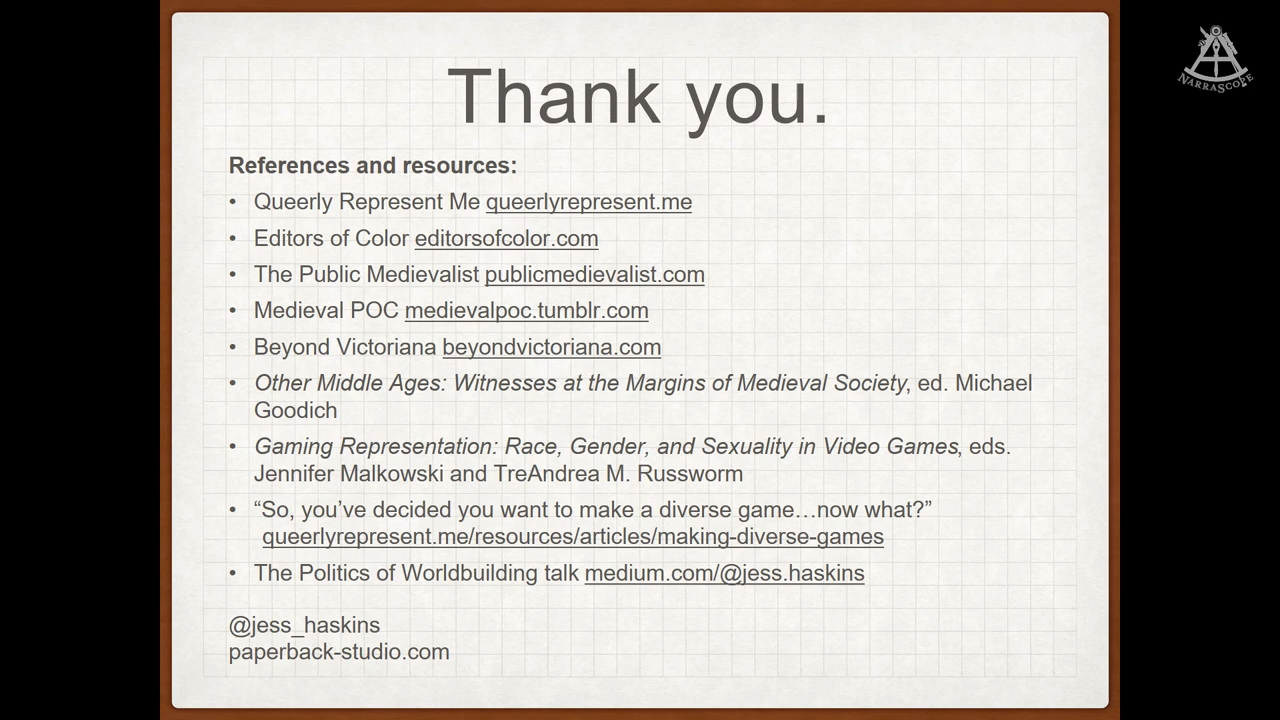 Thank you.
References and resources:
• Queerly Represent Me queerlyrepresent.me
• Editors of Color editorsofcolor.com
• The Public Medievalist publicmedievalist.com
• Medieval POC medievalpoc.tumblr.com
• Beyond Victoriana beyondvictoriana.com
• Other Middle Ages: Witnesses at the Margins of Medieval Society, ed. Michael
Goodich
• Gaming Representation: Race, Gender, and Sexuality in Video Games, eds.
Jennifer Malkowski and TreAndrea M. Russworm
• “So, you’ve decided you want to make a diverse game…now what?”
queerlyrepresent.me/resources/articles/making-diverse-games
• The Politics of Worldbuilding talk medium.com/@jess.haskins
@jess_haskins
paperback-studio.com
NARRASCOPE